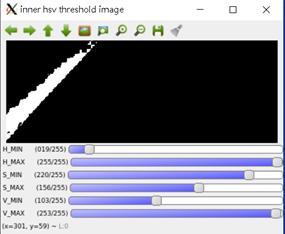 inner hsv threshold image
H_MIN (019/255)
H_MAX (255/255)
S_MIN (220/255)
S_MAX (156/255)
V_MIN (103/255)
V_MAX (253/255)
(x=301, y=59) ~ L:0